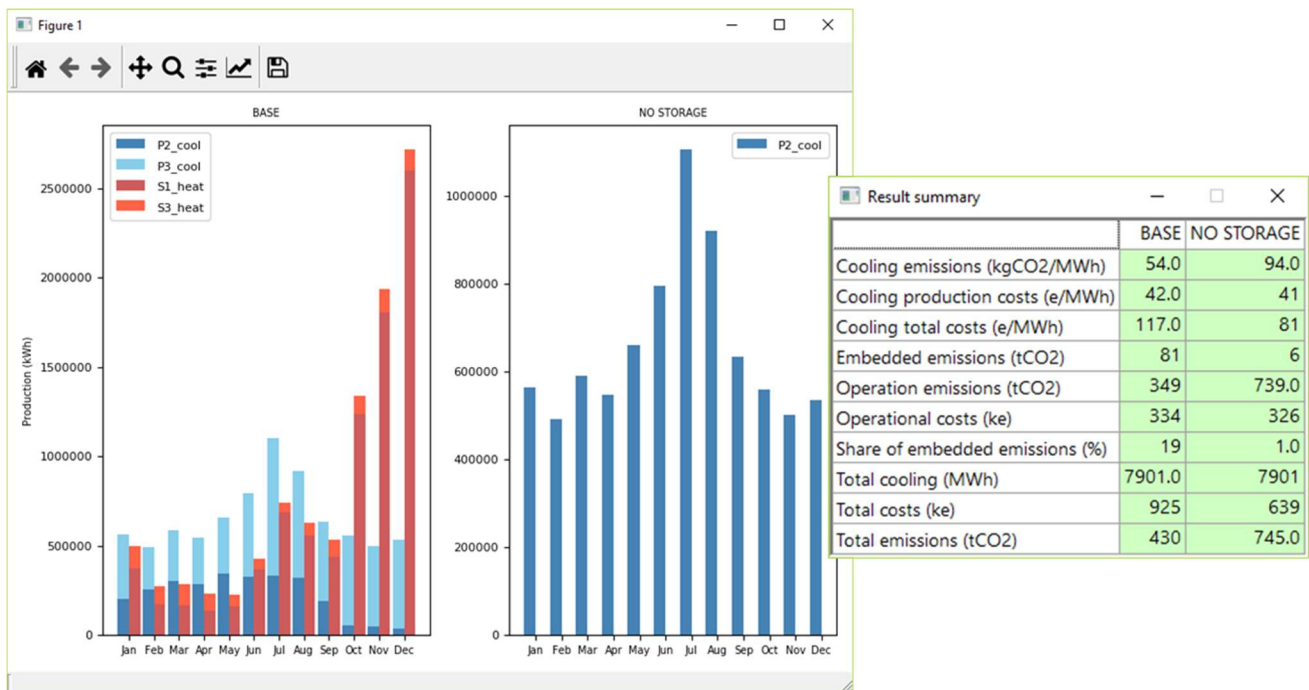 Figure 1
BASE
NO STORAGE
P2_cool
P3_cool
S1_heat
S3_heat
P2_cool
Production (kWh)
2500000
2000000
1500000
1000000
500000
0
1000000
800000
600000
400000
200000
0
Jan Feb Mar Apr May Jun Jul Aug Sep Oct Nov Dec
Jan Feb Mar Apr May Jun Jul Aug Sep Oct Nov Dec
Result summary
BASE NO STORAGE
Cooling emissions (kgCO2/MWh) 54.0 94.0
Cooling production costs (e/MWh) 42.0 41
Cooling total costs (e/MWh) 117.0 81
Embedded emissions (tCO2) 81 6
Operation emissions (tCO2) 349 739.0
Operational costs (ke) 334 326
Share of embedded emissions (%) 19 1.0
Total cooling (MWh) 7901.0 7901
Total costs (ke) 925 639
Total emissions (tCO2) 430 745.0